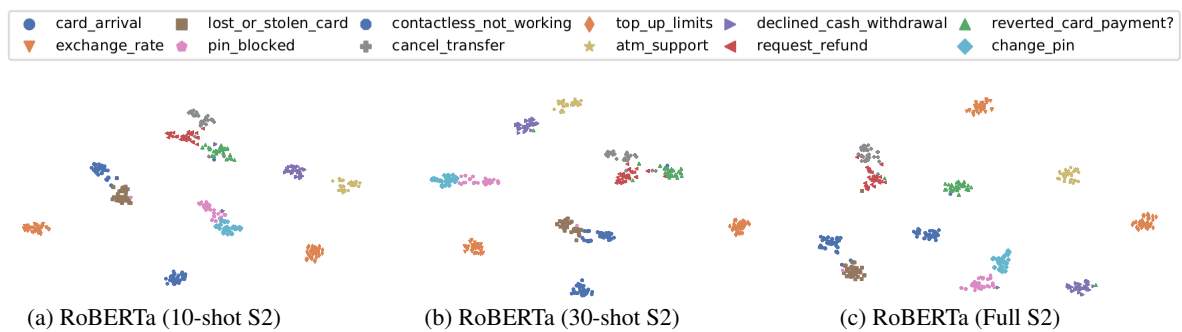 card_arrival lost_or_stolen_card contactless_not_working top_up_limits declined_cash_withdrawal reverted_card_payment?
exchange_rate pin_blocked cancel_transfer atm_support request_refund change_pin
(a) RoBERTa (10-shot S2) (b) RoBERTa (30-shot S2) (c) RoBERTa (Full S2)